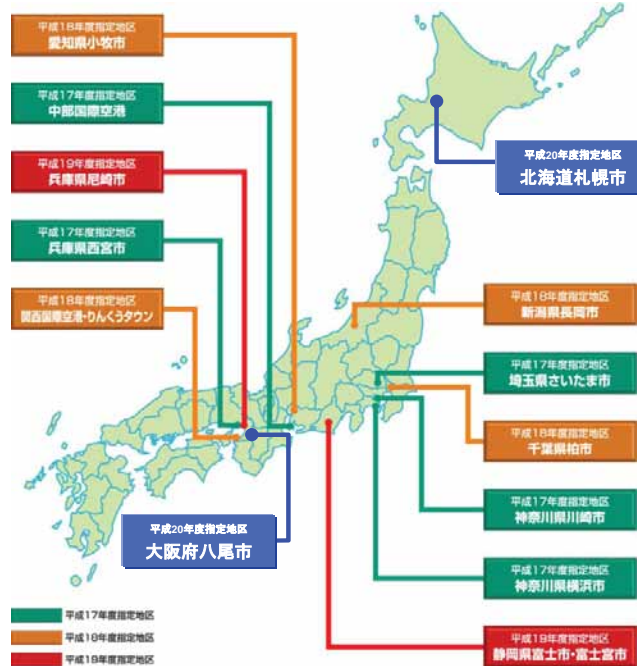 平成18年度指定地区
愛知県小牧市
平成17年度指定地区
中部国際空港
平成19年度指定地区
兵庫県尼崎市
平成17年度指定地区
兵庫県西宮市
平成18年度指定地区
関西国際空港・りんくうタウン
平成20年度指定地区
大阪府八尾市
平成20年度指定地区
北海道札幌市
平成18年度指定地区
新潟県長岡市
平成17年度指定地区
埼玉県さいたま市
平成18年度指定地区
千葉県柏市
平成17年度指定地区
神奈川県川崎市
平成17年度指定地区
神奈川県横浜市
平成19年度指定地区
静岡県富士市・富士宮市
平成17年度指定地区
平成18年度指定地区
平成19年度指定地区